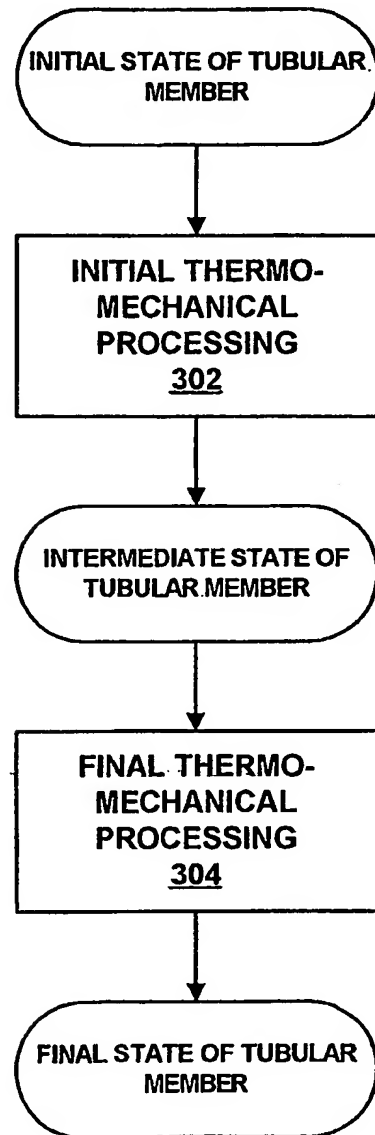 INITIAL STATE OF TUBULAR
MEMBER
INITIAL THERMO-
MECHANICAL
PROCESSING
302
INTERMEDIATE STATE OF
TUBULAR MEMBER
FINAL THERMO-
MECHANICAL
PROCESSING
304
FINAL STATE OF TUBULAR
MEMBER